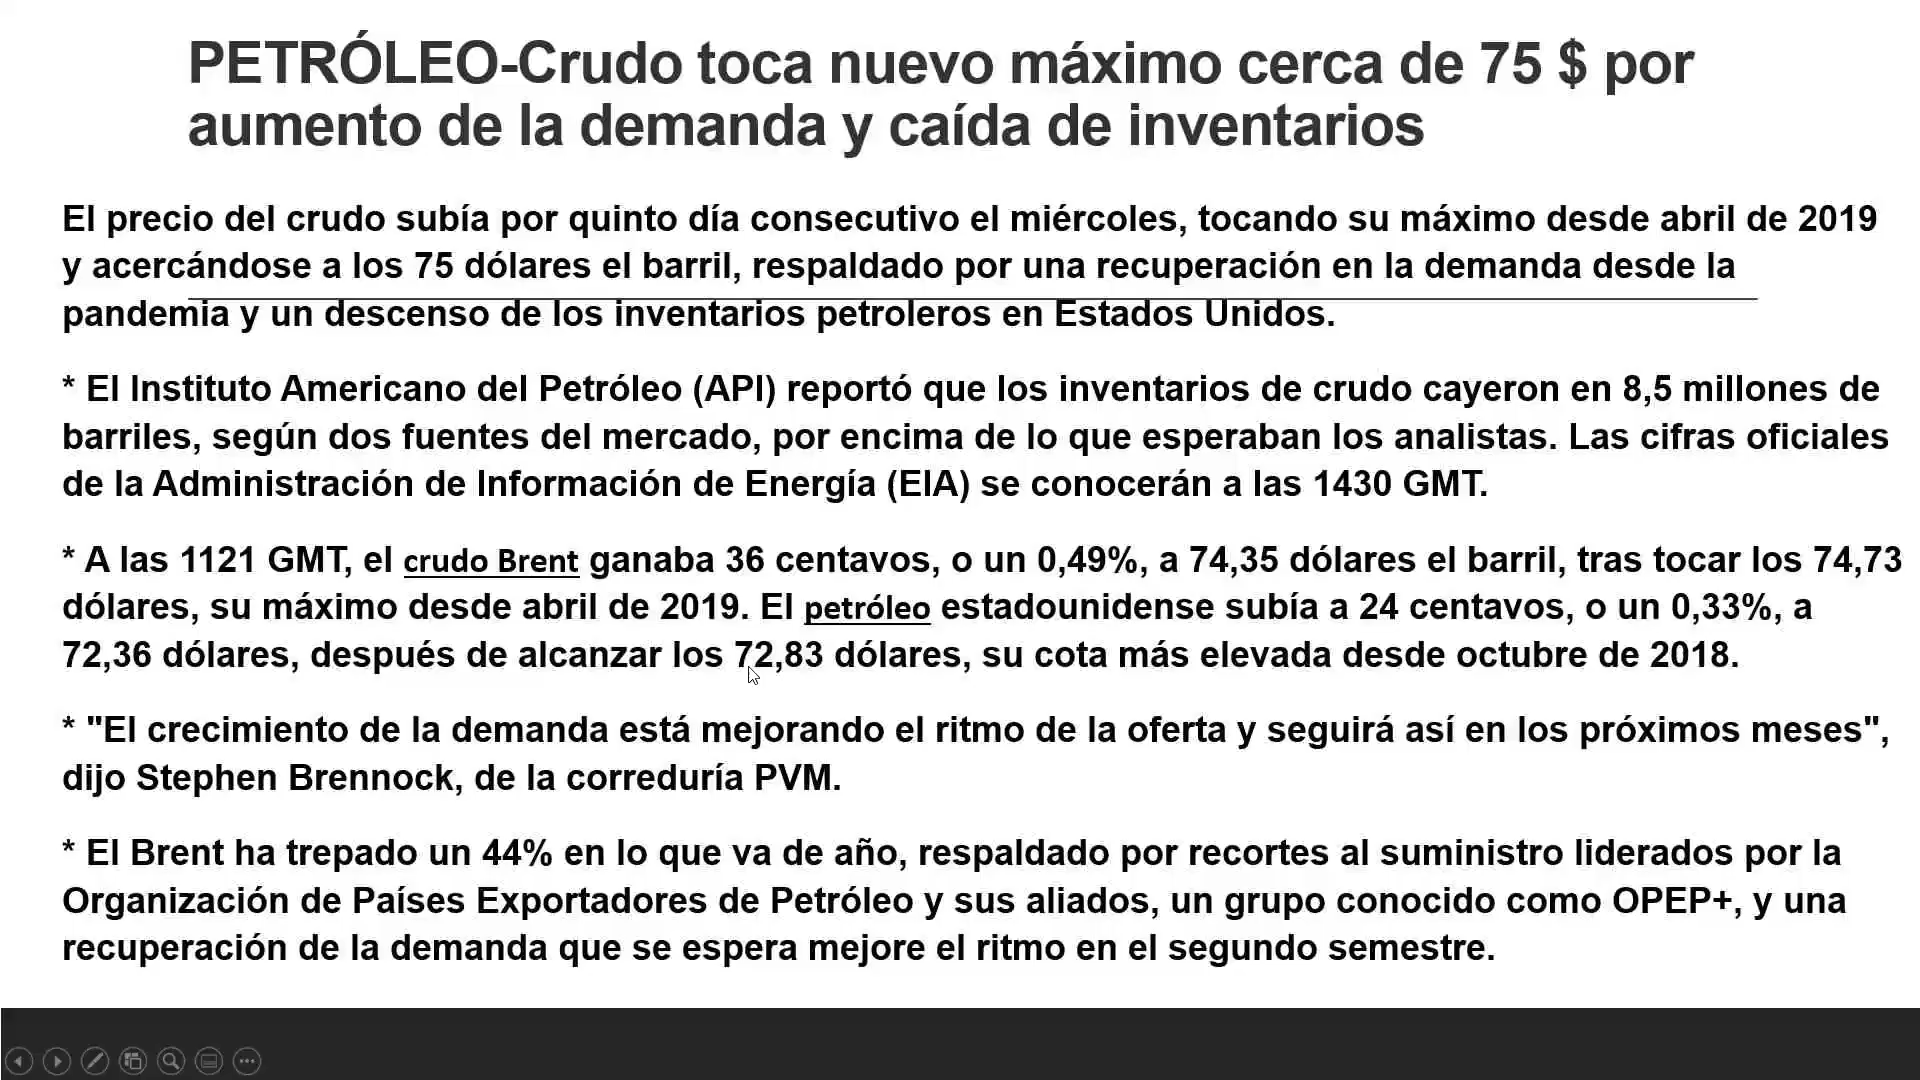 PETRÓLEO-Crudo toca nuevo máximo cerca de 75 $ por
aumento de la demanda y caída de inventarios
El precio del crudo subía por quinto día consecutivo el miércoles, tocando su máximo desde abril de 2019
y acercándose a los 75 dólares el barril, respaldado por una recuperación en la demanda desde la
pandemia y un descenso de los inventarios petroleros en Estados Unidos.
* El Instituto Americano del Petróleo (API) reportó que los inventarios de crudo cayeron en 8,5 millones de
barriles, según dos fuentes del mercado, por encima de lo que esperaban los analistas. Las cifras oficiales
de la Administración de Información de Energía (EIA) se conocerán a las 1430 GMT.
* A las 1121 GMT, el crudo Brent ganaba 36 centavos, o un 0,49%, a 74,35 dólares el barril, tras tocar los 74,73
dólares, su máximo desde abril de 2019. El petróleo estadounidense subía a 24 centavos, o un 0,33%, a
72,36 dólares, después de alcanzar los 72,83 dólares, su cota más elevada desde octubre de 2018.
* "El crecimiento de la demanda está mejorando el ritmo de la oferta y seguirá así en los próximos meses",
dijo Stephen Brennock, de la correduría PVM.
* El Brent ha trepado un 44% en lo que va de año, respaldado por recortes al suministro liderados por la
Organización de Países Exportadores de Petróleo y sus aliados, un grupo conocido como OPEP+, y una
recuperación de la demanda que se espera mejore el ritmo en el segundo semestre.